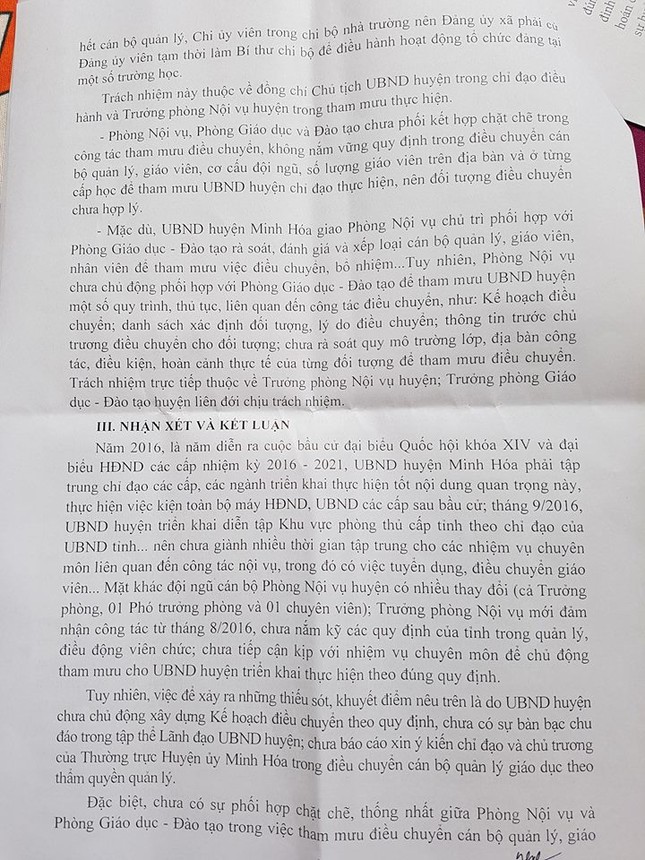 hết cán bộ quản lý, Chi ủy viên trong chi bộ nhà trường nên Đảng ủy xã phải cử
Đảng ủy viên tạm thời làm Bí thư chi bộ để điều hành hoạt động tổ chức đảng tại
một số trường học.
Trách nhiệm này thuộc về đồng chí Chủ tịch UBND huyện trong chỉ đạo điều
hành và Trưởng phòng Nội vụ huyện trong tham mưu thực hiện.
- Phòng Nội vụ, Phòng Giáo dục và Đào tạo chưa phối kết hợp chặt chẽ trong
công tác tham mưu điều chuyển, không nắm vững quy định trong điều chuyển cán
bộ quản lý, giáo viên, cơ cấu đội ngũ, số lượng giáo viên trên địa bàn và ở từng
cấp học để tham mưu UBND huyện chỉ đạo thực hiện, nên đối tượng điều chuyển
chưa hợp lý.
- Mặc dù, UBND huyện Minh Hóa giao Phòng Nội vụ chủ trì phối hợp với
Phòng Giáo dục - Đào tạo rà soát, đánh giá và xếp loại cán bộ quản lý, giáo viên,
nhân viên để tham mưu việc điều chuyển, bổ nhiệm...Tuy nhiên, Phòng Nội vụ
chưa chủ động phối hợp với Phòng Giáo dục - Đào tạo để tham mưu UBND huyện
một số quy trình, thủ tục, liên quan đến công tác điều chuyển, như: Kế hoạch điều
chuyển; danh sách xác định đối tượng, lý do điều chuyển; thông tin trước chủ
trương điều chuyển cho đối tượng; chưa rà soát quy mô trường lớp, địa bàn công
tác, điều kiện, hoàn cảnh thực tế của từng đối tượng để tham mưu điều chuyển.
Trách nhiệm trực tiếp thuộc về Trưởng phòng Nội vụ huyện; Trưởng phòng Giáo
dục - Đào tạo huyện liên đới chịu trách nhiệm.
III. NHẬN XÉT VÀ KẾT LUẬN
Năm 2016, là năm diễn ra cuộc bầu cử đại biểu Quốc hội khóa XIV và đại
biểu HĐND các cấp nhiệm kỳ 2016 - 2021, UBND huyện Minh Hóa phải tập
trung chỉ đạo các cấp, các ngành triển khai thực hiện tốt nội dung quan trọng này,
thực hiện việc kiện toàn bộ máy HĐND, UBND các cấp sau bầu cử; tháng 9/2016,
UBND huyện triển khai diễn tập Khu vực phòng thủ cấp tỉnh theo chỉ đạo của
UBND tỉnh... nên chưa giành nhiều thời gian tập trung cho các nhiệm vụ chuyên
môn liên quan đến công tác nội vụ, trong đó có việc tuyển dụng, điều chuyển giáo
viên... Mặt khác đội ngũ cán bộ Phòng Nội vụ huyện có nhiều thay đổi (cả Trưởng
phòng, 01 Phó trưởng phòng và 01 chuyên viên); Trưởng phòng Nội vụ mới đảm
nhận công tác từ tháng 8/2016, chưa nắm kỹ các quy định của tỉnh trong quản lý,
điều động viên chức; chưa tiếp cận kịp với nhiệm vụ chuyên môn để chủ động
tham mưu cho UBND huyện triển khai thực hiện theo đúng quy định.
Tuy nhiên, việc để xảy ra những thiếu sót, khuyết điểm nêu trên là do UBND huyện
chưa chủ động xây dựng Kế hoạch điều chuyển theo quy định, chưa có sự bàn bạc chu
đáo trong tập thể Lãnh đạo UBND huyện; chưa báo cáo xin ý kiến chỉ đạo và chủ trương
của Thường trực Huyện ủy Minh Hóa trong điều chuyển cán bộ quản lý giáo dục theo
thẩm quyền quản lý.
Đặc biệt, chưa có sự phối hợp chặt chẽ, thống nhất giữa Phòng Nội vụ và
Phòng Giáo dục - Đào tạo trong việc tham mưu điều chuyển cán bộ quản lý, giáo